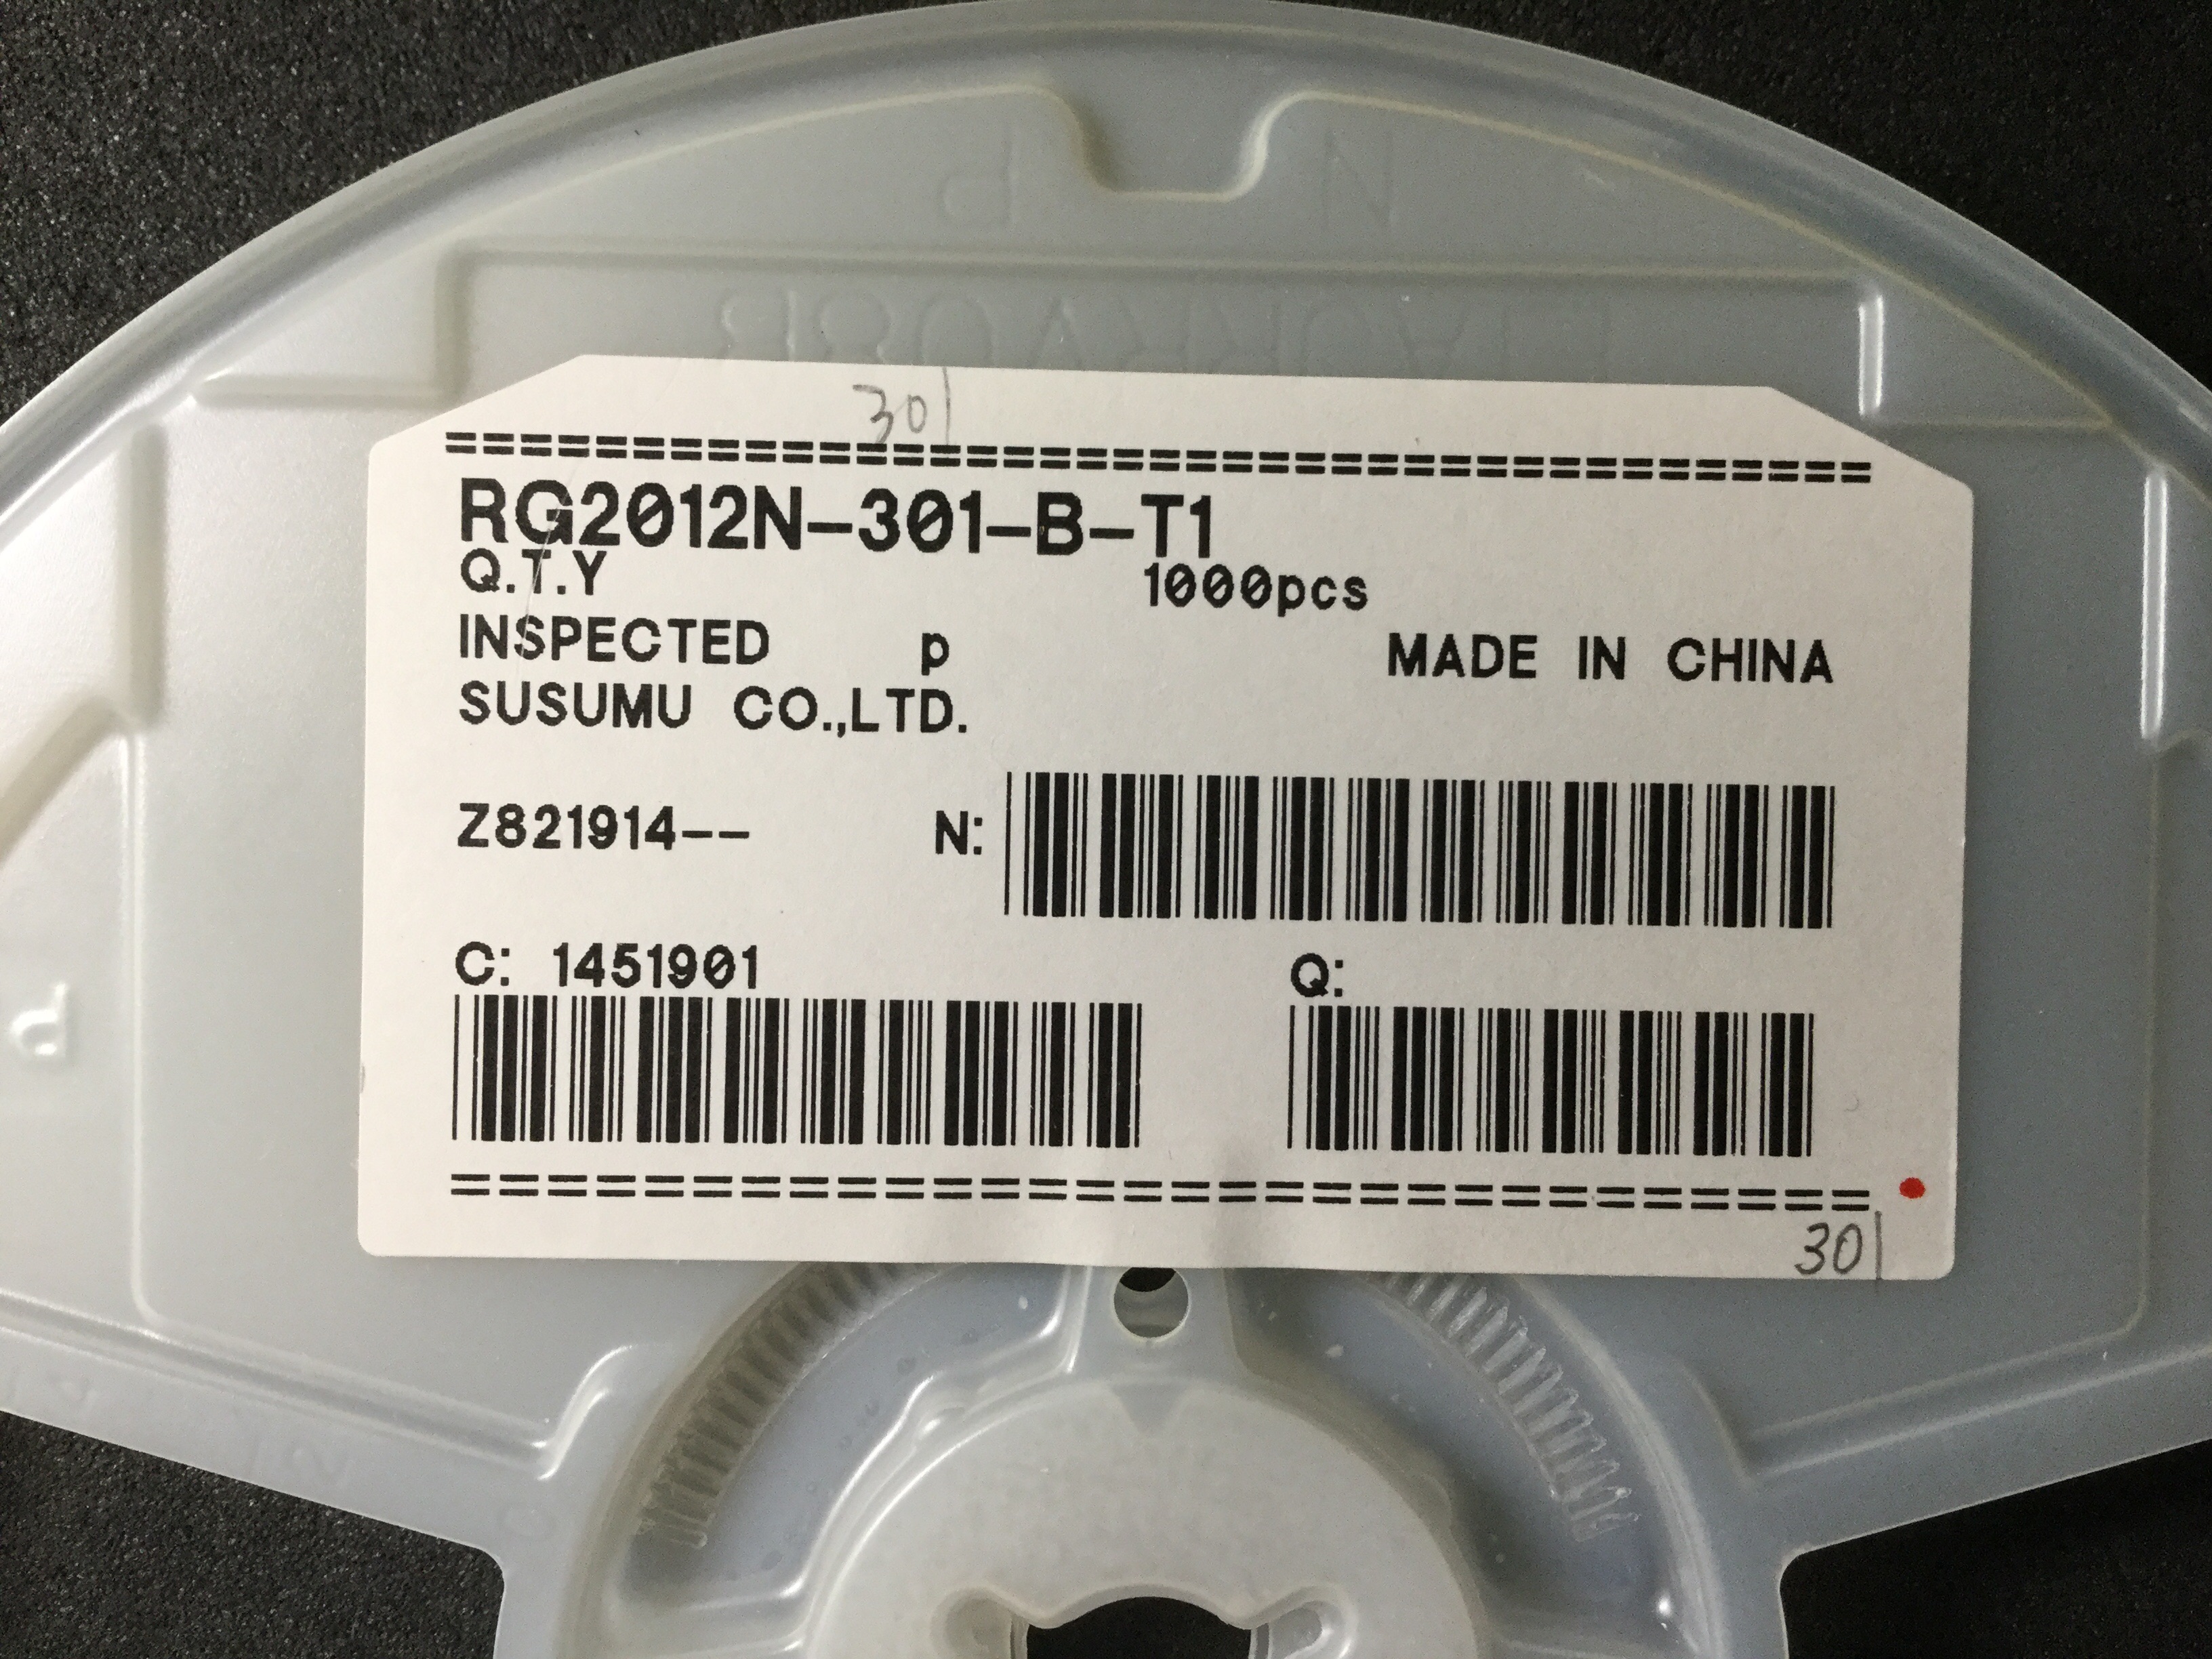 301
RG2012N-301-B-T1
Q.T.Y 1000pcs
INSPECTED p MADE IN CHINA
SUSUMU CO.,LTD.
Z821914-- N:
C: 1451901 Q:
301